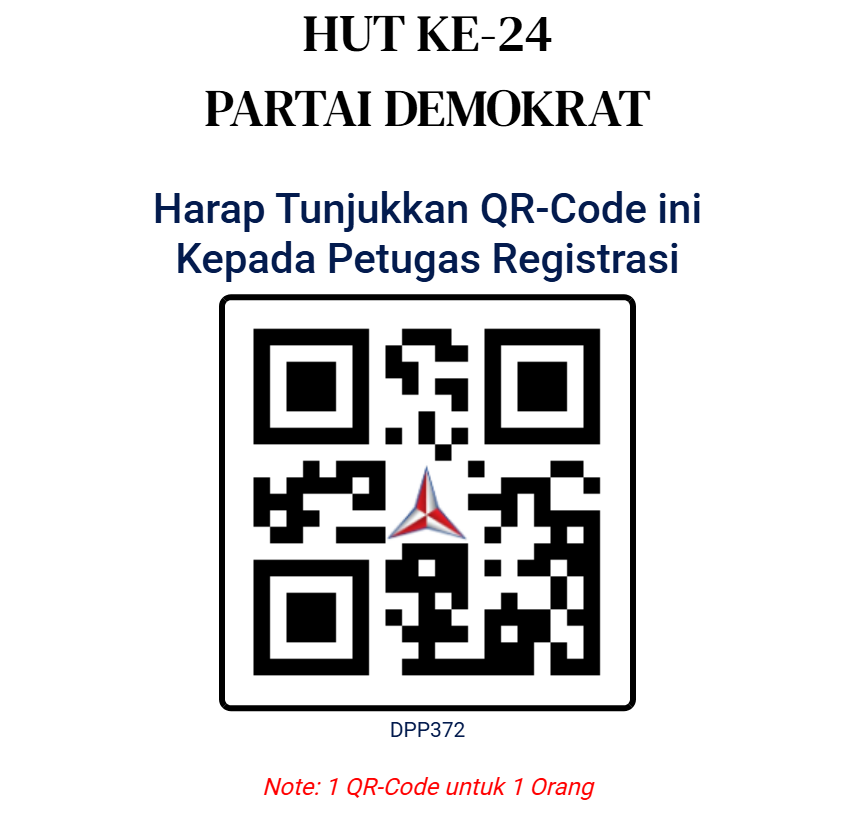 HUT KE-24
PARTAI DEMOKRAT
Harap Tunjukkan QR-Code ini
Kepada Petugas Registrasi
DPP372
Note: 1 QR-Code untuk 1 Orang